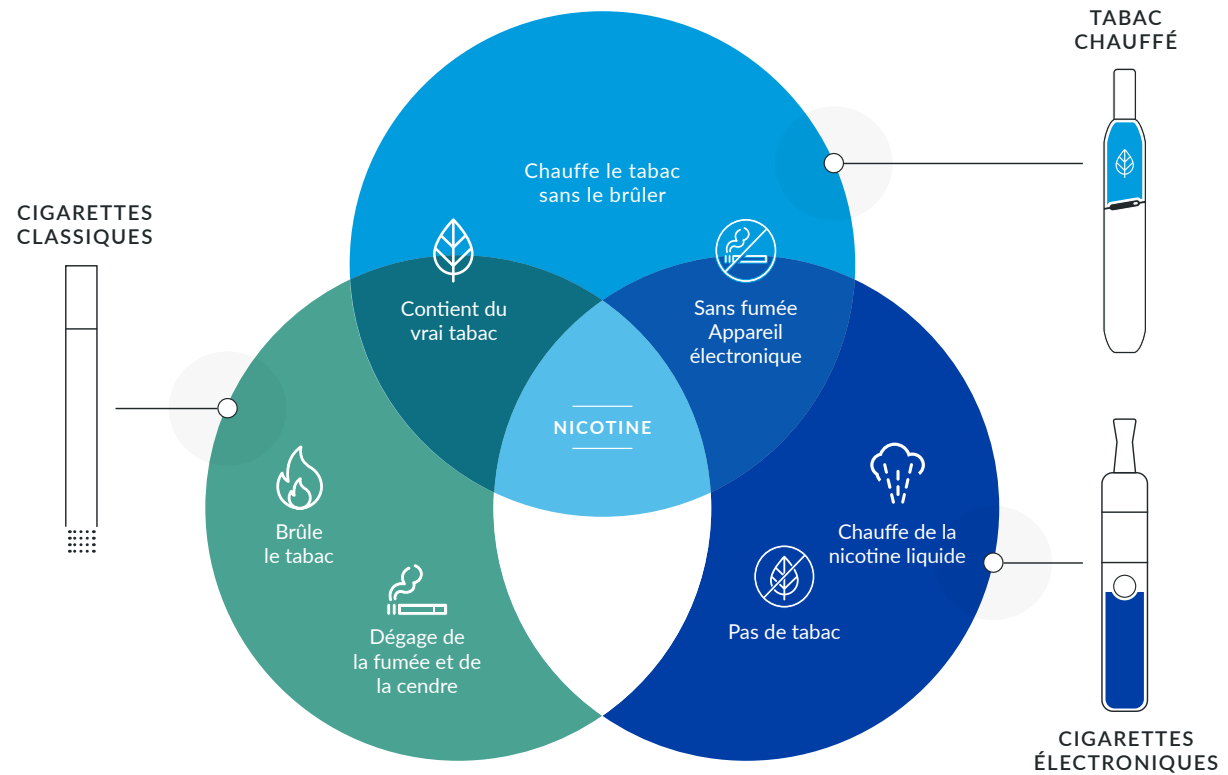 TABAC
CHAUFFÉ
Chauffe le tabac
sans le brûler
CIGARETTES
CLASSIQUES
Contient du
vrai tabac
Sans fumée
Appareil
électronique
NICOTINE
Brûle
le tabac
Chauffe de la
nicotine liquide
Dégage de
la fumée et de
la cendre
Pas de tabac
CIGARETTES
ÉLECTRONIQUES